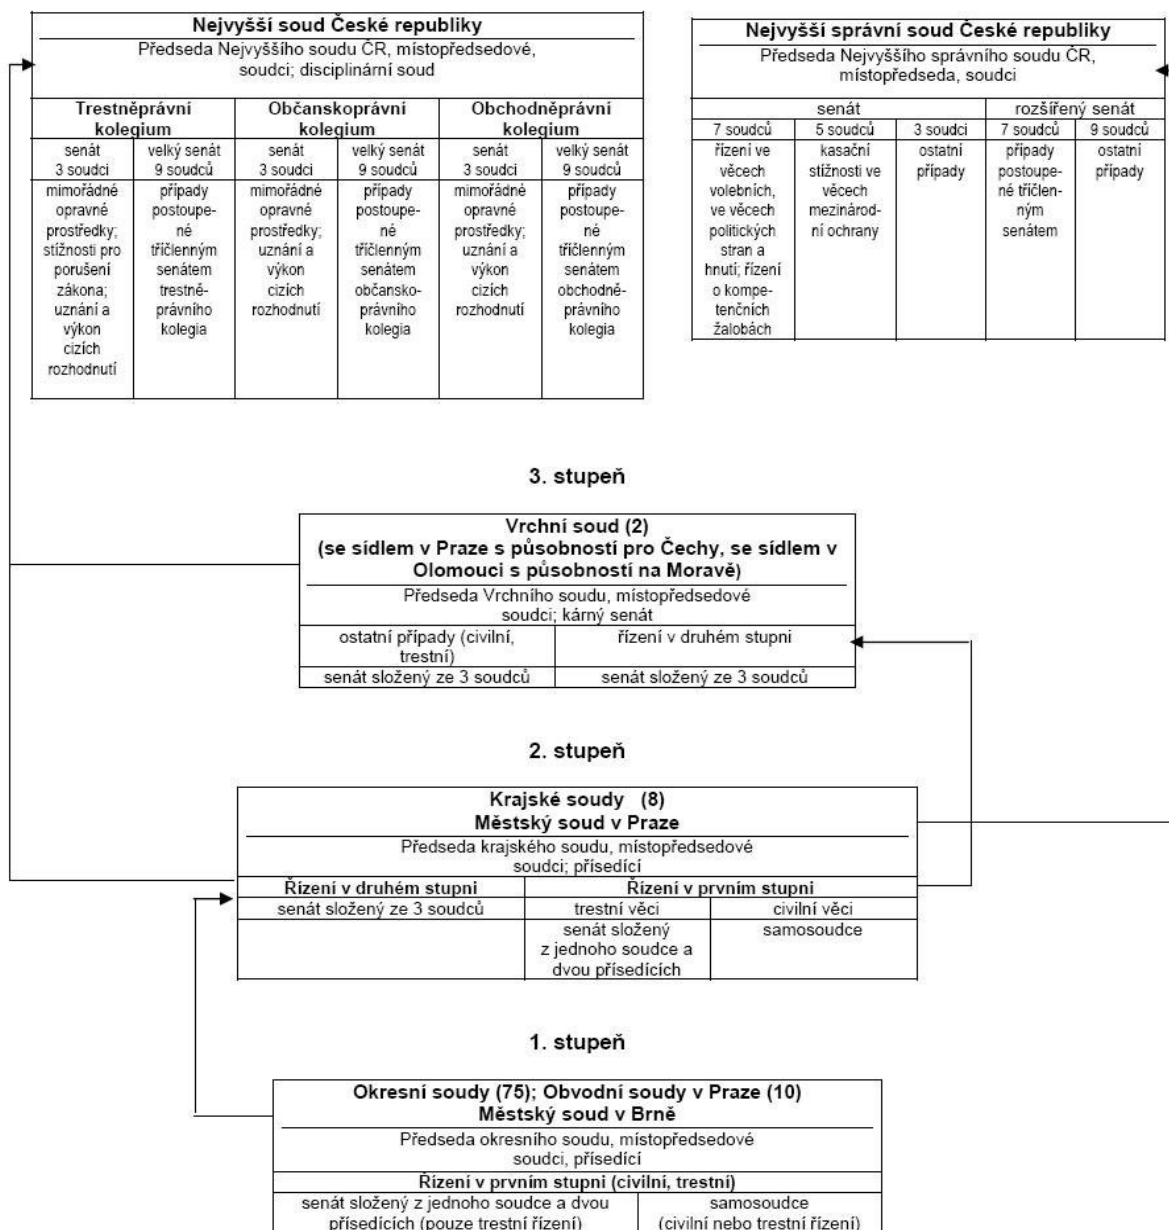 Nejvyšší soud České republiky
Předseda Nejvyššího soudu ČR, místopředsedové,
soudci; disciplinární soud
Trestněprávní
kolegium
Občanskoprávní
kolegium
Obchodněprávní
kolegium
senát
3 soudci
velký senát
9 soudců
senát
3 soudci
velký senát
9 soudců
senát
3 soudci
velký senát
9 soudců
mimořádné
opravné
prostředky;
stížnosti pro
porušení
zákona;
uznání a
výkon
cizích
rozhodnutí
případy
postoupe-
né
tříčlenným
senátem
trestně-
právního
kolegia
mimořádné
opravné
prostředky;
uznání a
výkon
cizích
rozhodnutí
případy
postoupe-
né
tříčlenným
senátem
občansko-
právního
kolegia
mimořádné
opravné
prostředky;
uznání a
výkon
cizích
rozhodnutí
případy
postoupe-
né
tříčlenným
senátem
obchodně-
právního
kolegia
Nejvyšší správní soud České republiky
Předseda Nejvyššího správního soudu ČR,
místopředseda, soudci
senát
rozšířený senát
7 soudců
5 soudců
3 soudci
7 soudců
9 soudců
řízení ve
věcech
volebních,
ve věcech
politických
stran a
hnutí; řízení
o kompe-
tenčních
žalobách
kasační
stížnosti ve
věcech
mezinárod-
ní ochrany
ostatní
případy
případy
postoupe-
né tříčlen-
ným
senátem
ostatní
případy
3. stupeň
Vrchní soud (2)
(se sídlem v Praze s působností pro Čechy, se sídlem v
Olomouci s působností na Moravě)
Předseda Vrchního soudu, místopředsedové
soudci; kárný senát
ostatní případy (civilní,
trestní)
řízení v druhém stupni
senát složený ze 3 soudců
senát složený ze 3 soudců
2. stupeň
Krajské soudy (8)
Městský soud v Praze
Předseda krajského soudu, místopředsedové
soudci; přísedící
Řízení v druhém stupni
Řízení v prvním stupni
senát složený ze 3 soudců
trestní věci
civilní věci
senát složený
z jednoho soudce a
dvou přísedících
samosoudce
1. stupeň
Okresní soudy (75); Obvodní soudy v Praze (10)
Městský soud v Brně
Předseda okresního soudu, místopředsedové
soudci, přísedící
Řízení v prvním stupni (civilní, trestní)
senát složený z jednoho soudce a dvou
přísedících (pouze trestní řízení)
samosoudce
(civilní nebo trestní řízení)